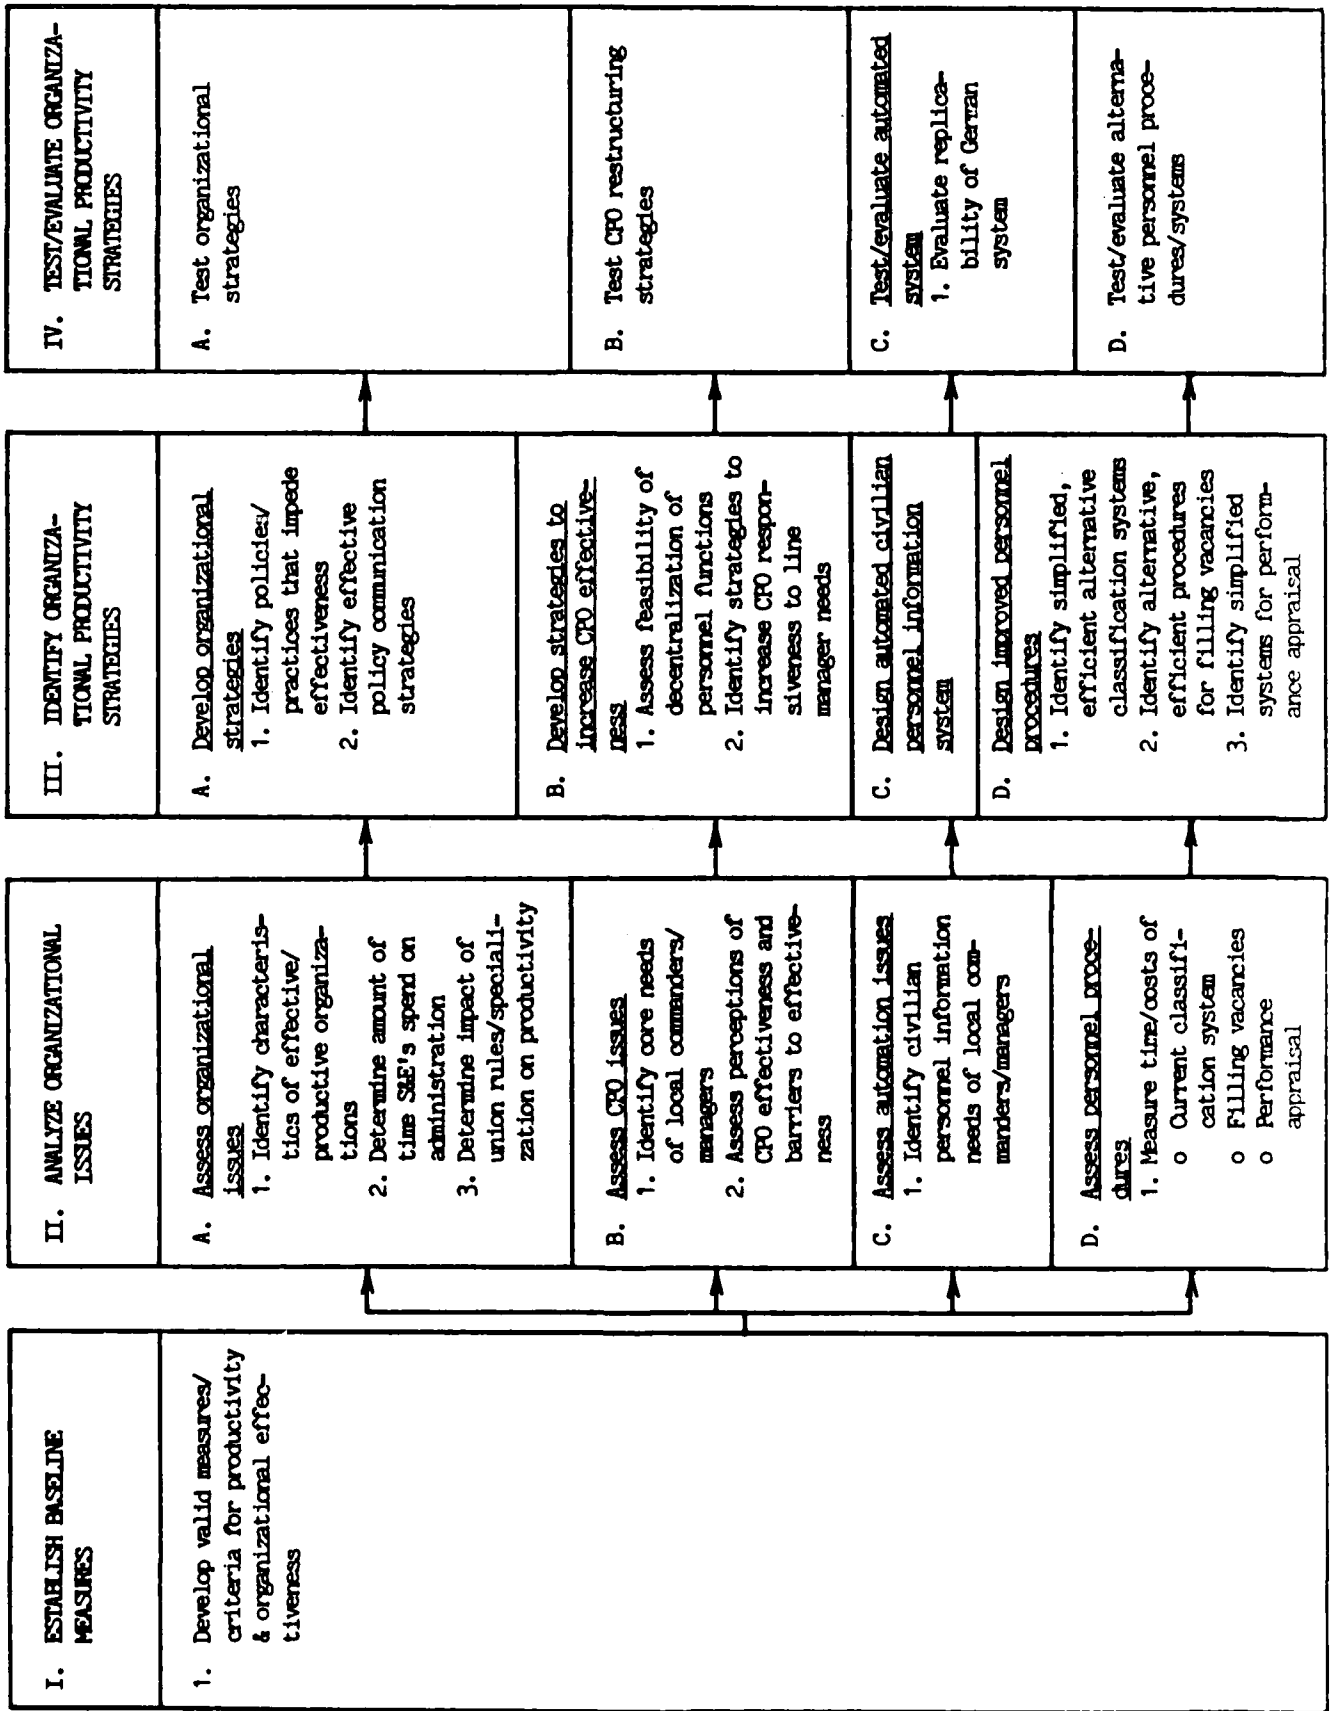 I. ESTABLISH BASELINE
MEASURES
1. Develop valid measures/
criteria for productivity
& organizational effec-
tiveness
II. ANALYZE ORGANIZATIONAL
ISSUES
A. Assess organizational
issues
1. Identify characteris-
tics of effective/
productive organiza-
tions
2. Determine amount of
time S&E's spend on
administration
3. Determine impact of
union rules/speciali-
zation on productivity
B. Assess CPO issues
1. Identify core needs
of local commanders/
managers
2. Assess perceptions of
CPO effectiveness and
barriers to effective-
ness
C. Assess automation issues
1. Identify civilian
personnel information
needs of local com-
manders/managers
D. Assess personnel proce-
dures
1. Measure time/costs of
o Current classifi-
cation system
o Filling vacancies
o Performance
appraisal
III. IDENTIFY ORGANIZA-
TIONAL PRODUCTIVITY
STRATEGIES
A. Develop organizational
strategies
1. Identify policies/
practices that impede
effectiveness
2. Identify effective
policy communication
strategies
B. Develop strategies to
increase CPO effective-
ness
1. Assess feasibility of
decentralization of
personnel functions
2. Identify strategies to
increase CPO respon-
siveness to line
manager needs
C. Design automated civilian
personnel information
system
D. Design improved personnel
procedures
1. Identify simplified,
efficient alternative
classification systems
2. Identify alternative,
efficient procedures
for filling vacancies
3. Identify simplified
systems for perform-
ance appraisal
IV. TEST/EVALUATE ORGANIZA-
TIONAL PRODUCTIVITY
STRATEGIES
A. Test organizational
strategies
B. Test CPO restructuring
strategies
C. Test/evaluate automated
system
1. Evaluate replica-
bility of German
system
D. Test/evaluate alterna-
tive personnel proce-
dures/systems